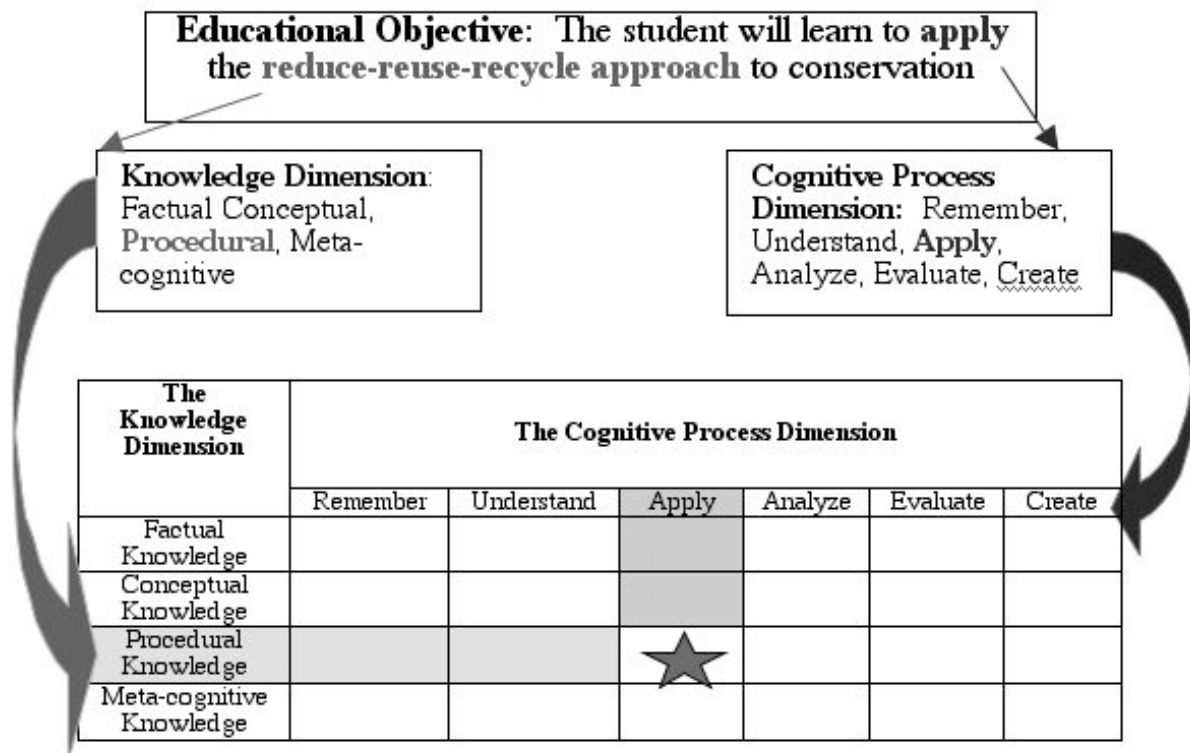 Educational Objective: The student will learn to apply
the reduce-reuse-recycle approach to conservation
Knowledge Dimension:
Factual Conceptual,
Procedural, Meta-
cognitive
Cognitive Process
Dimension: Remember,
Understand, Apply,
Analyze, Evaluate, Create
The
Knowledge
Dimension
The Cognitive Process Dimension
Remember Understand Apply Analyze Evaluate Create
Factual
Knowledge
Conceptual
Knowledge
Procedural
Knowledge
Meta-cognitive
Knowledge